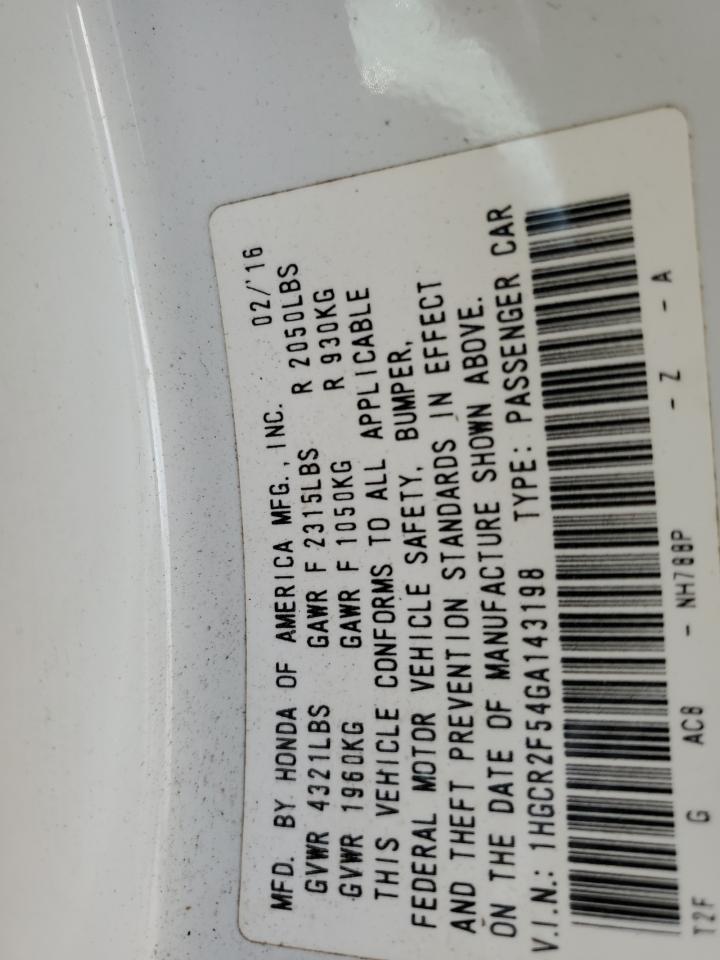 MFD. BY HONDA OF AMERICA MFG., INC. 02/'16
GVWR 4321LBS GAWR F 2315LBS R 2050LBS
GVWR 1960KG GAWR F 1050KG R 930KG
THIS VEHICLE CONFORMS TO ALL APPLICABLE
FEDERAL MOTOR VEHICLE SAFETY, BUMPER,
AND THEFT PREVENTION STANDARDS IN EFFECT
ON THE DATE OF MANUFACTURE SHOWN ABOVE.
V.I.N.: 1HGCR2F54GA143198 TYPE: PASSENGER CAR
T2F G AC8 - NH788P - Z - A